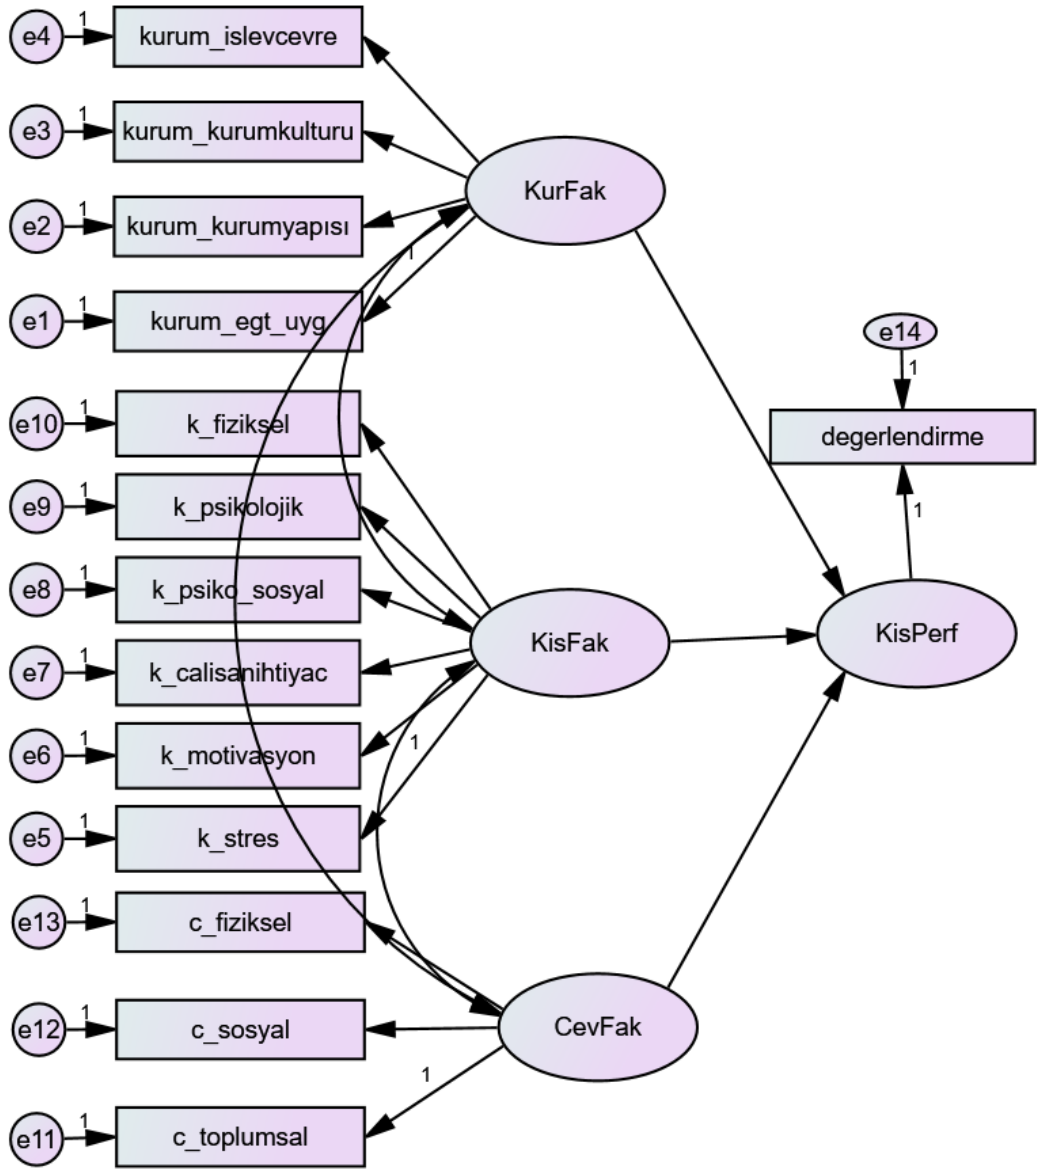 e4 1 kurum_islevcevre
e3 1 kurum_kurumkulturu
KurFak
e2 1 kurum_kurumyapısı
1
e1 1 kurum_egt_uyg
e14
1
e10 1 k_fiziksel
degerlendirme
e9 1 k_psikolojik
1
e8 1 k_psiko_sosyal
KisFak
KisPerf
e7 1 k_calisanihtiyac
e6 1 k_motivasyon
1
e5 1 k_stres
e13 1 c_fiziksel
e12 1 c_sosyal
CevFak
1
e11 1 c_toplumsal